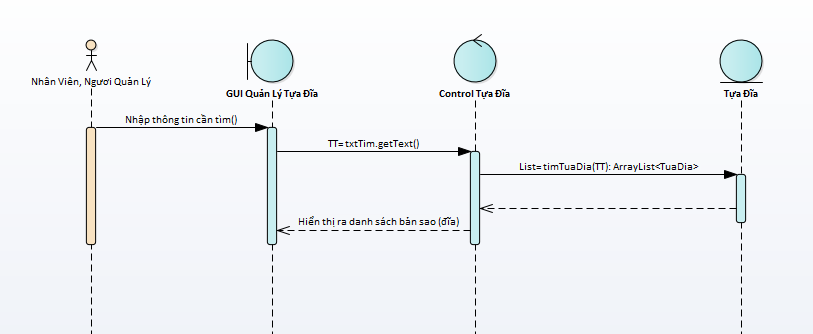 Nhân Viên, Ngươi Quản Lý
GUI Quản Lý Tựa Đĩa
Control Tựa Đĩa
Tựa Đĩa
Nhập thông tin cần tìm()
TT=txtTim.getText()
List=timTuaDia(TT): ArrayList<TuaDia>
Hiển thị ra danh sách bản sao (đĩa)